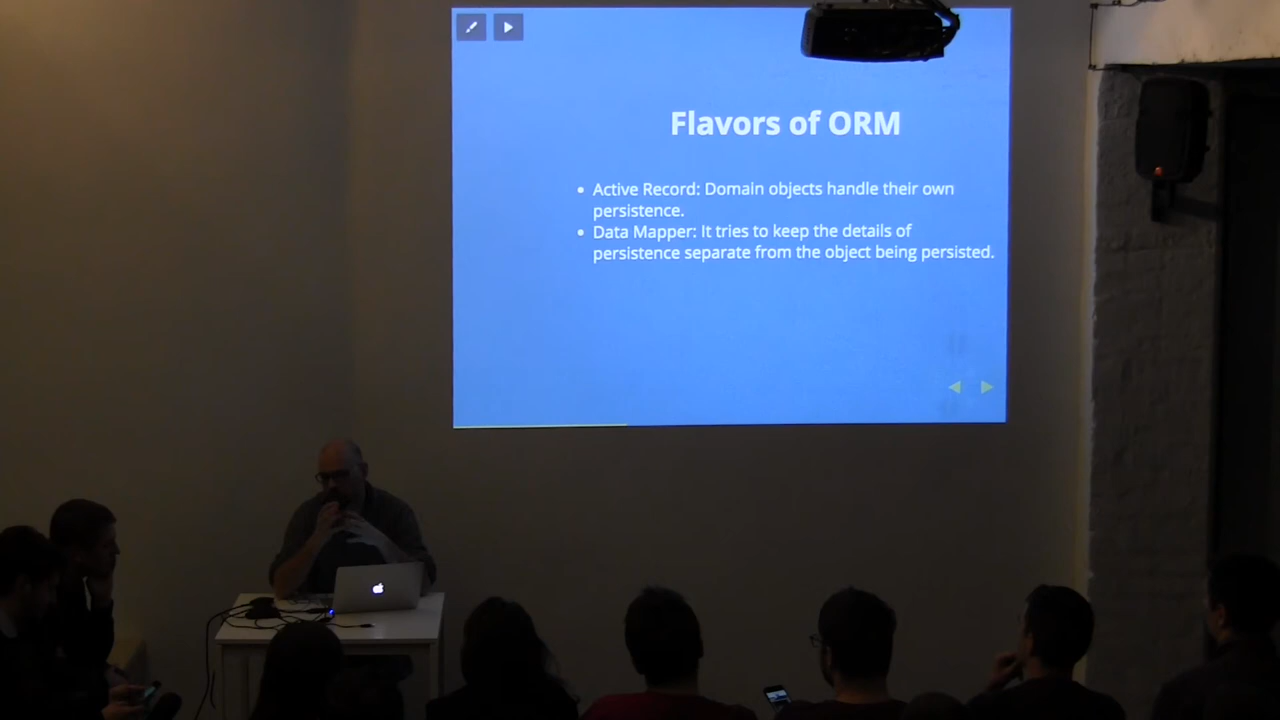 Flavors of ORM
• Active Record: Domain objects handle their own
persistence.
• Data Mapper: It tries to keep the details of
persistence separate from the object being persisted.